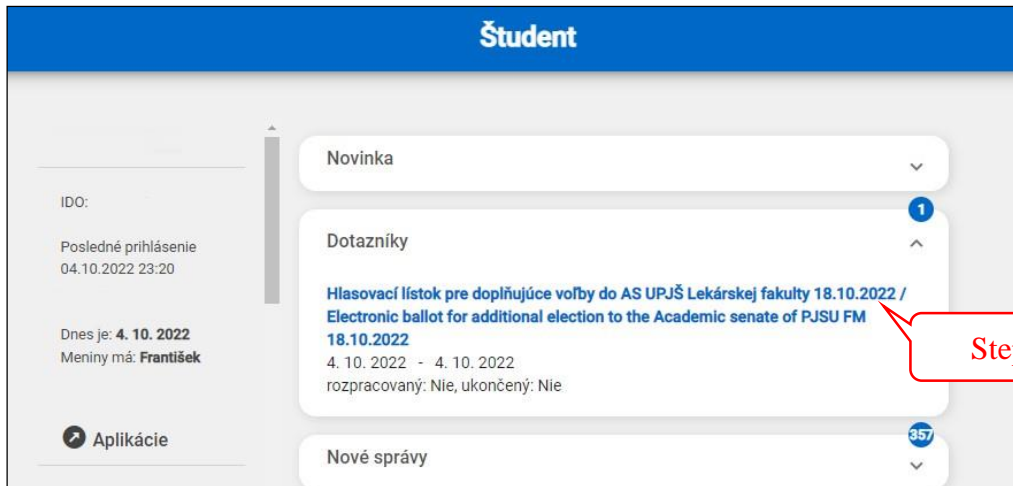 Študent
IDO:
Posledné prihlásenie
04.10.2022 23:20
Dnes je: 4. 10. 2022
Meniny má: František
Aplikácie
Novinka
1
Dotazníky
Hlasovací lístok pre doplňujúce voľby do AS UPJŠ Lekárskej fakulty 18.10.2022 /
Electronic ballot for additional election to the Academic senate of PJSU FM
18.10.2022
4. 10. 2022 - 4. 10. 2022
rozpracovaný: Nie, ukončený: Nie
357
Nové správy